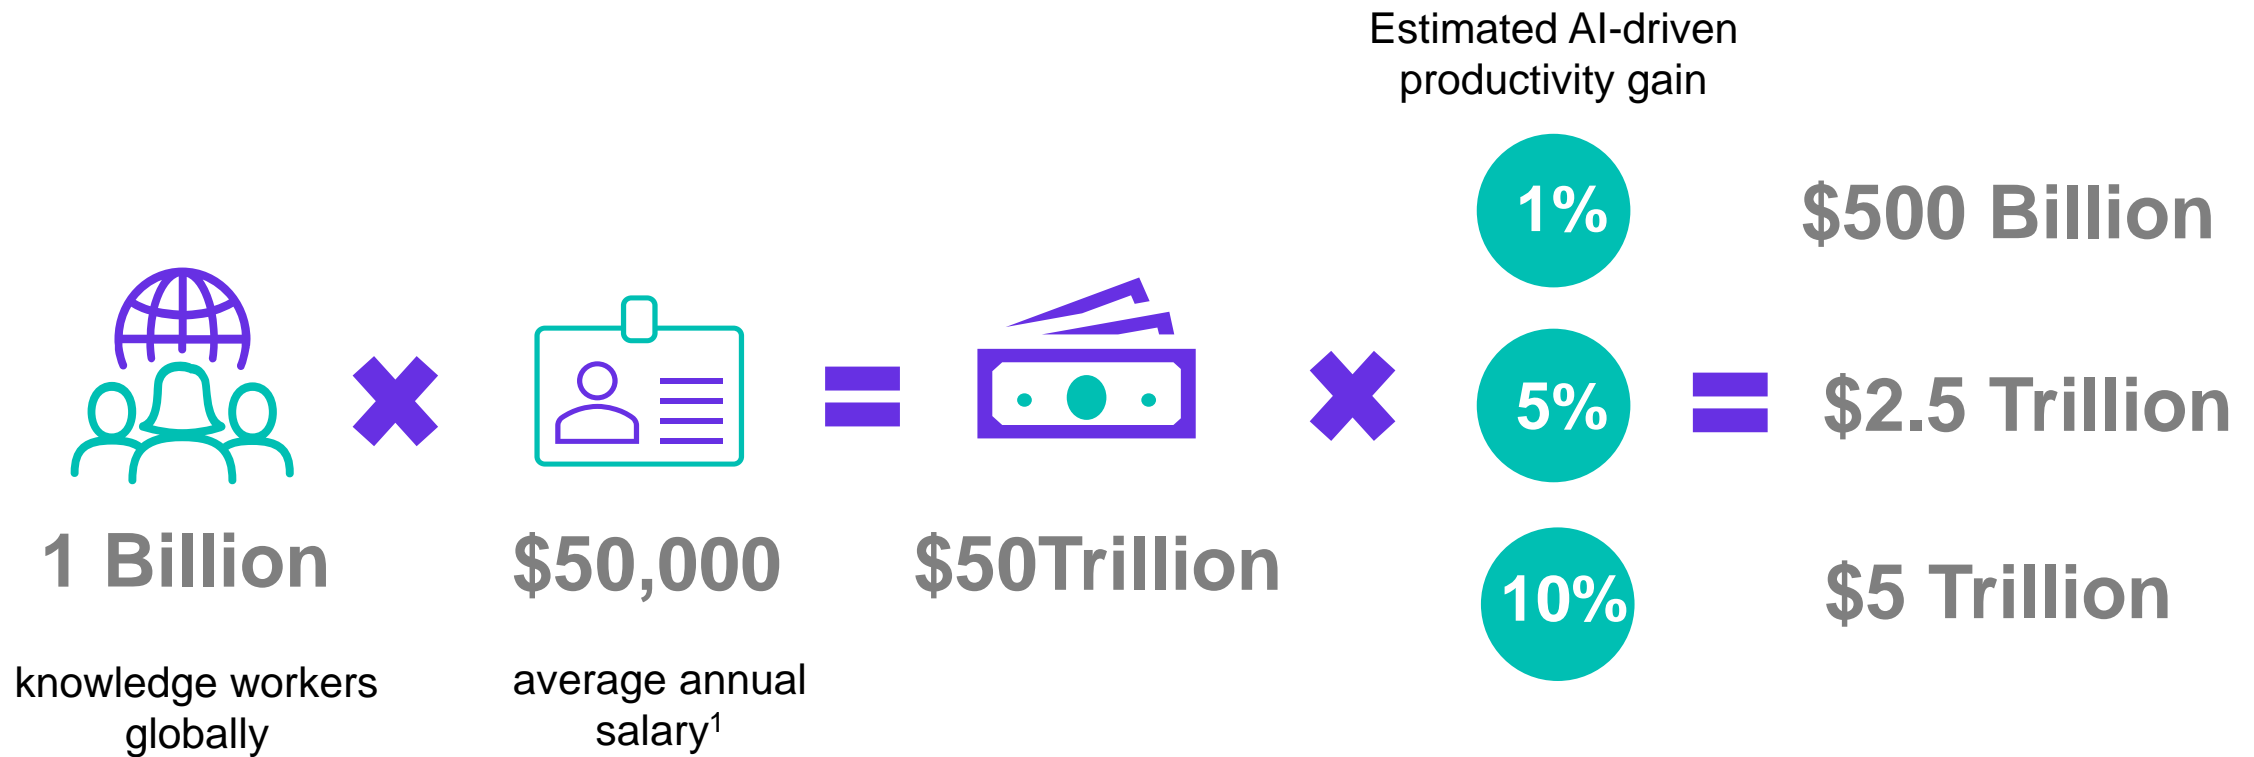 Estimated AI-driven
productivity gain
1%
$500 Billion
5%
$2.5 Trillion
10%
$5 Trillion
1 Billion
$50,000
$50Trillion
knowledge workers
globally
average annual
salary1